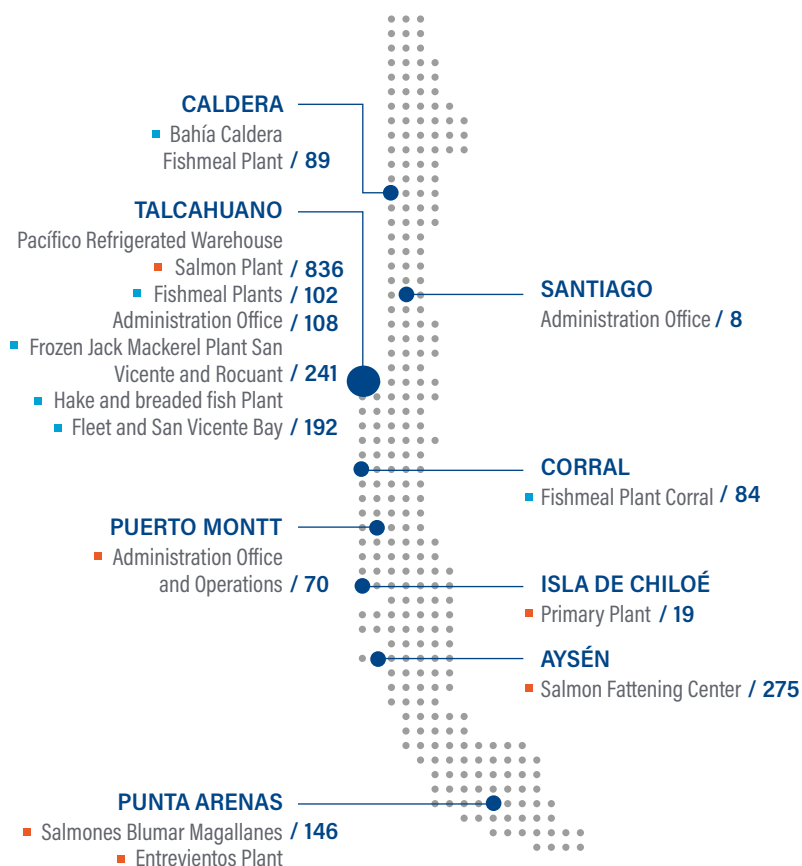 CALDERA
Bahía Caldera
Fishmeal Plant / 89
TALCAHUANO
Pacífico Refrigerated Warehouse
Salmon Plant / 836
Fishmeal Plants / 102
Administration Office / 108
Frozen Jack Mackerel Plant San
Vicente and Rocuant / 241
Hake and breaded fish Plant
Fleet and San Vicente Bay / 192
SANTIAGO
Administration Office / 8
CORRAL
Fishmeal Plant Corral / 84
PUERTO MONTT
Administration Office
and Operations / 70
ISLA DE CHILOÉ
Primary Plant / 19
AYSÉN
Salmon Fattening Center / 275
PUNTA ARENAS
Salmones Blumar Magallanes / 146
Entrevientos Plant